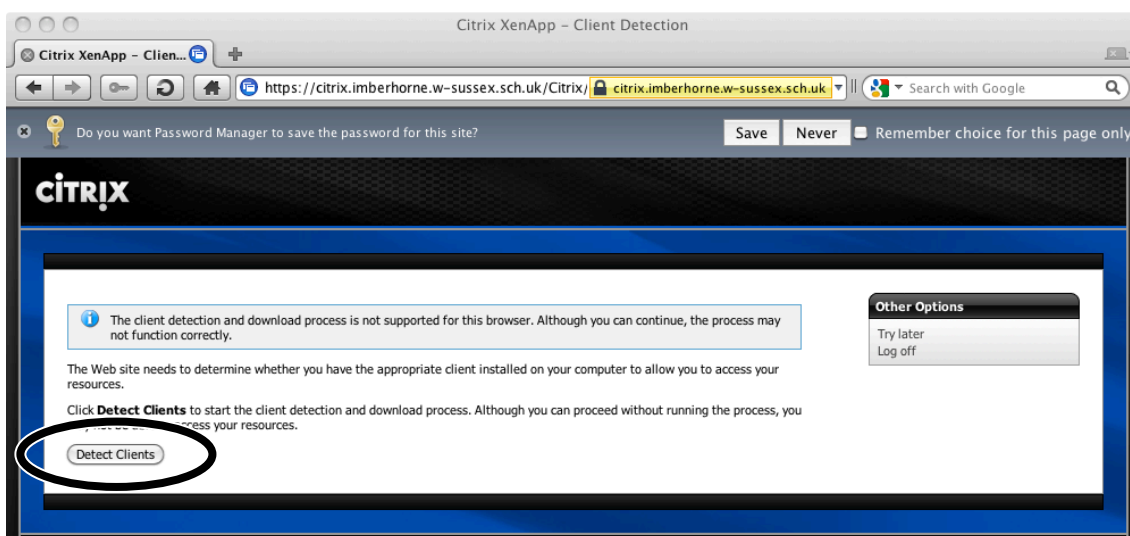 Citrix XenApp – Client Detection
Citrix XenApp – Clien...
https://citrix.imberhorne.w-sussex.sch.uk/Citrix/ citrix.imberhorne.w-sussex.sch.uk Search with Google
Do you want Password Manager to save the password for this site? Save Never Remember choice for this page only
CITRIX
The client detection and download process is not supported for this browser. Although you can continue, the process may
not function correctly.
Other Options
Try later
Log off
The Web site needs to determine whether you have the appropriate client installed on your computer to allow you to access your
resources.
Click Detect Clients to start the client detection and download process. Although you can proceed without running the process, you
your resources.
Detect Clients